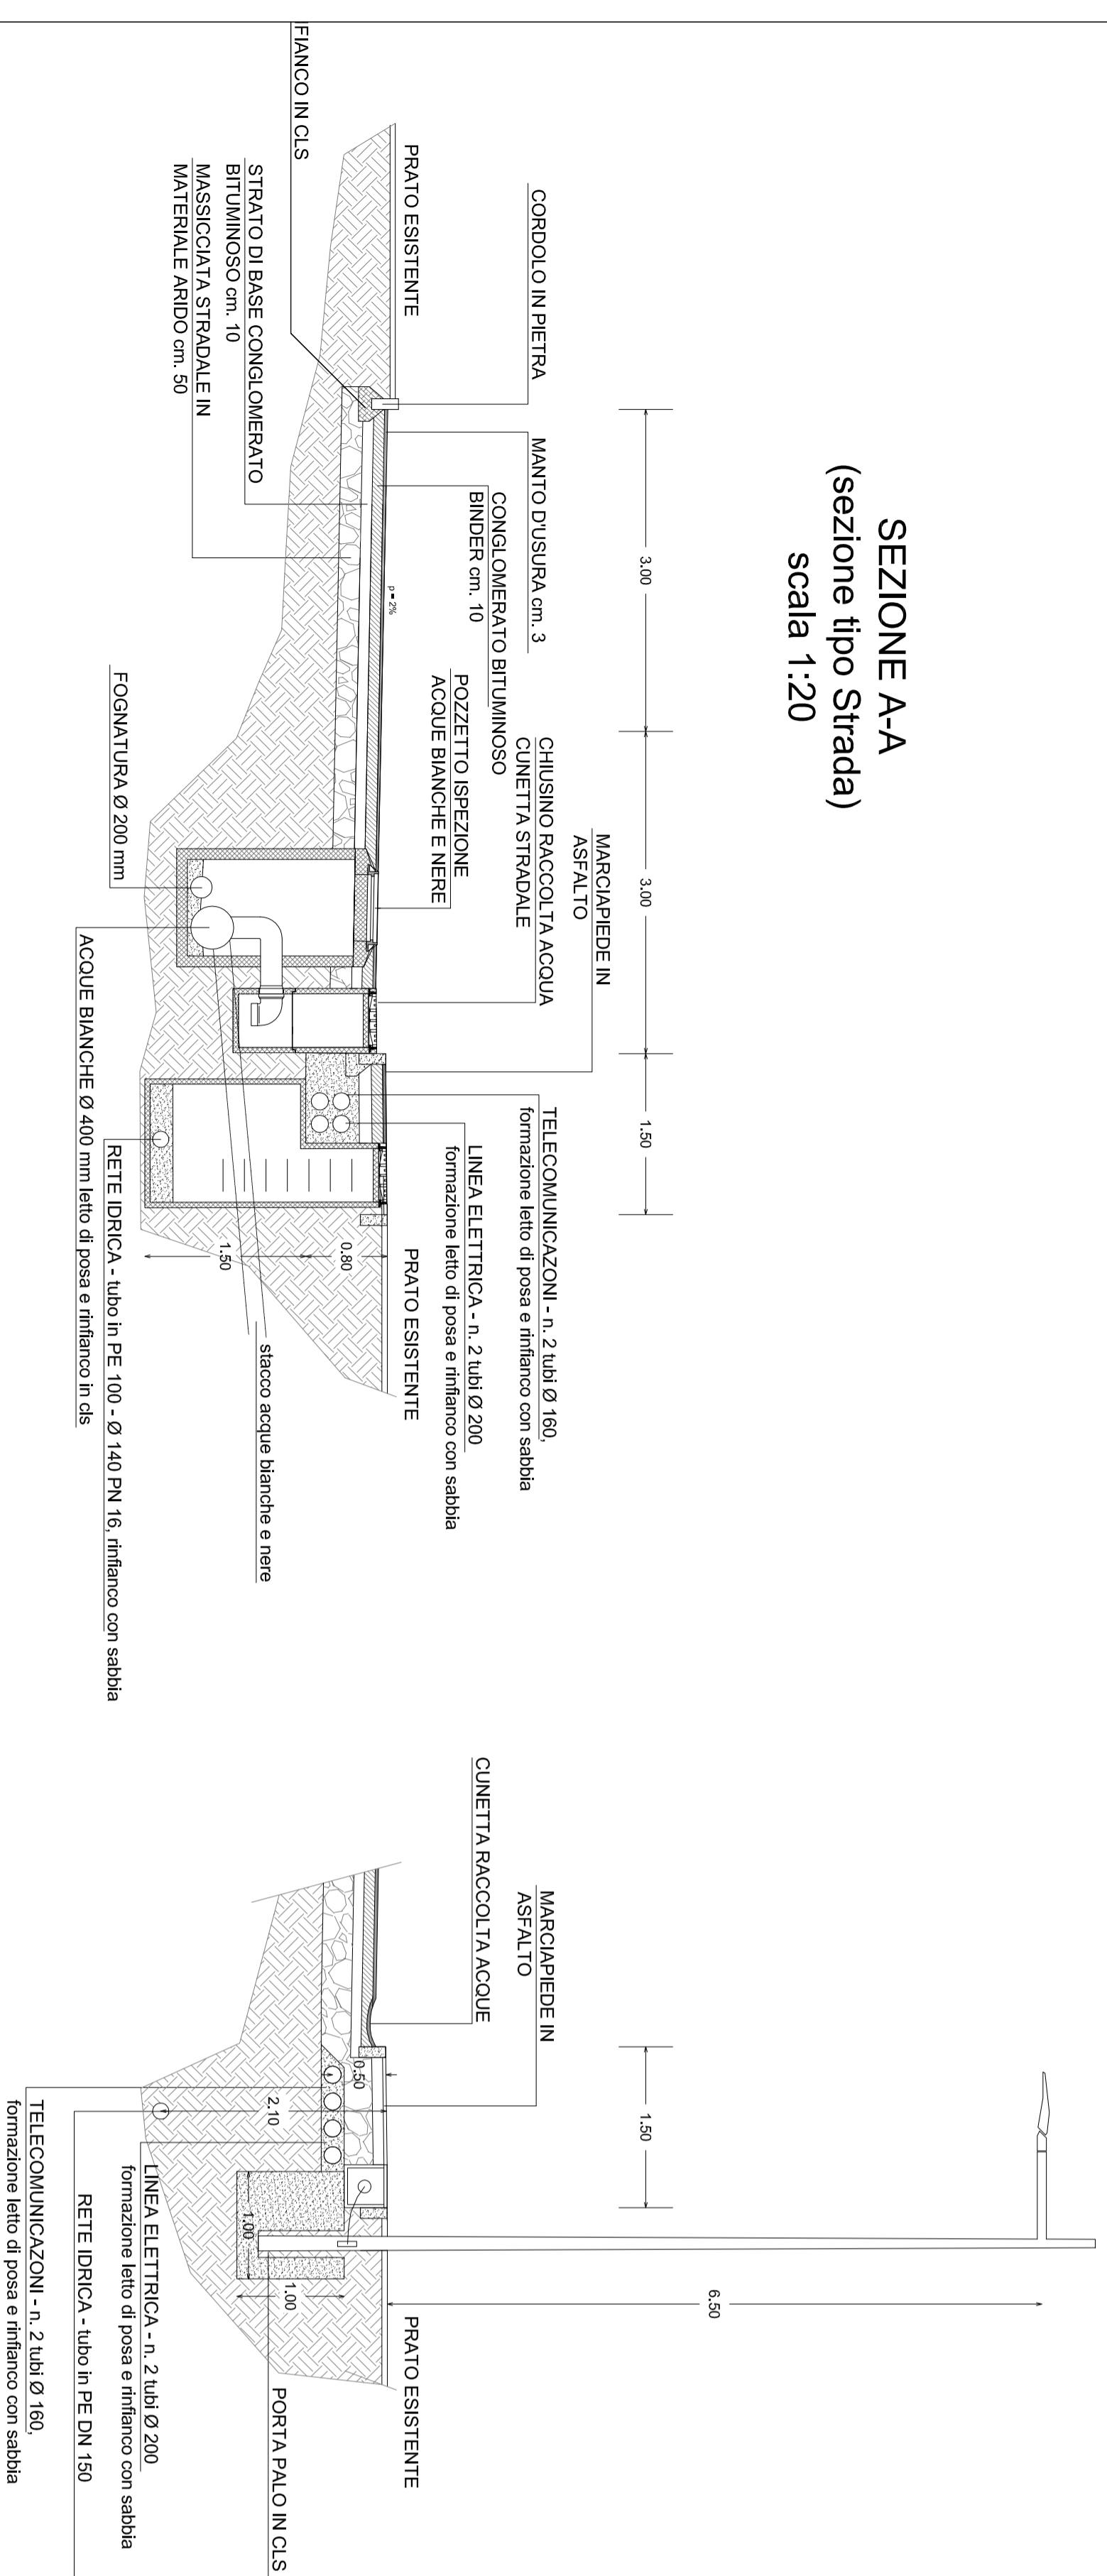 SEZIONE A-A
(sezione tipo Strada)
scala 1:20
3.00
3.00
1.50
MARCIAPIEDE IN
ASFALTO
CORDOLO IN PIETRA
MANTO D'USURA cm. 3
CHIUSINO RACCOLTA ACQUA
CUNETTA STRADALE
CONGLOMERATO BITUMINOSO
BINDER cm. 10
POZZETTO ISPEZIONE
ACQUE BIANCHE E NERE
TELECOMUNICAZONI - n. 2 tubi Ø 160,
formazione letto di posa e rinfianco con sabbia
LINEA ELETTRICA - n. 2 tubi Ø 200
formazione letto di posa e rinfianco con sabbia
PRATO ESISTENTE
PRATO ESISTENTE
p = 2%
0.80
1.50
FIANCO IN CLS
STRATO DI BASE CONGLOMERATO
BITUMINOSO cm. 10
MASSICCIATA STRADALE IN
MATERIALE ARIDO cm. 50
stacco acque bianche e nere
FOGNATURA Ø 200 mm
RETE IDRICA - tubo in PE 100 - Ø 140 PN 16, rinfianco con sabbia
ACQUE BIANCHE Ø 400 mm letto di posa e rinfianco in cls
6.50
1.50
MARCIAPIEDE IN
ASFALTO
CUNETTA RACCOLTA ACQUE
PRATO ESISTENTE
0.50
2.10
1.00
1.00
PORTA PALO IN CLS
LINEA ELETTRICA - n. 2 tubi Ø 200
formazione letto di posa e rinfianco con sabbia
RETE IDRICA - tubo in PE DN 150
TELECOMUNICAZONI - n. 2 tubi Ø 160,
formazione letto di posa e rinfianco con sabbia